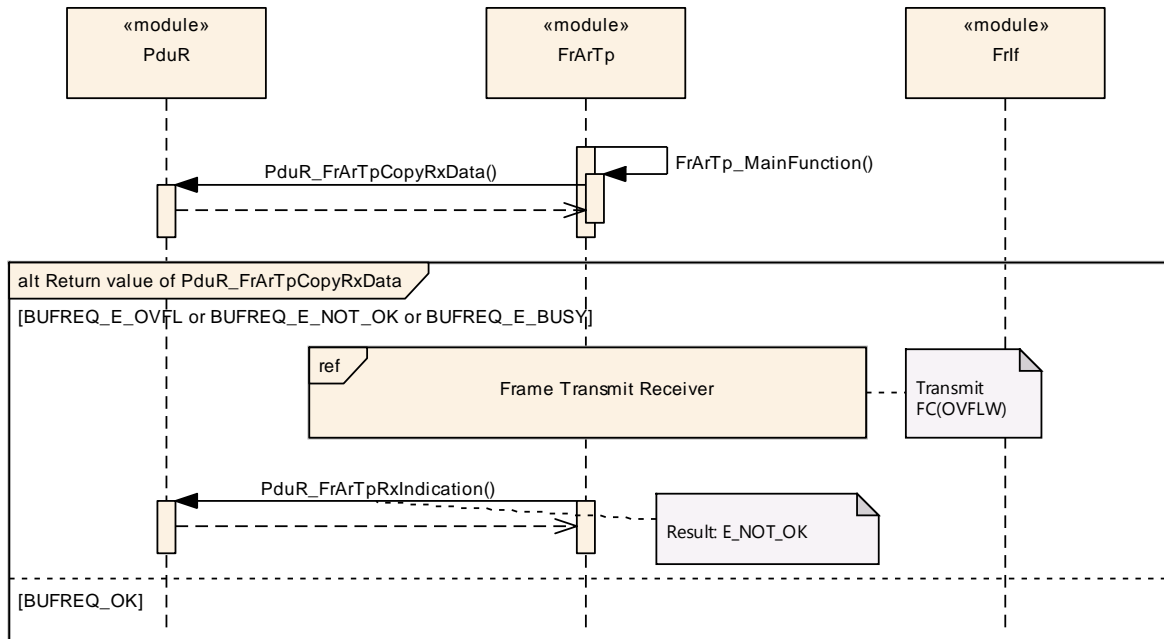 «module»
PduR
«module»
FrArTp
«module»
FrIf
FrArTp_MainFunction()
PduR_FrArTpCopyRxData()
alt Return value of PduR_FrArTpCopyRxData
[BUFREQ_E_OVFL or BUFREQ_E_NOT_OK or BUFREQ_E_BUSY]
ref
Frame Transmit Receiver
Transmit
FC(OVFLW)
PduR_FrArTpRxIndication()
Result: E_NOT_OK
[BUFREQ_OK]